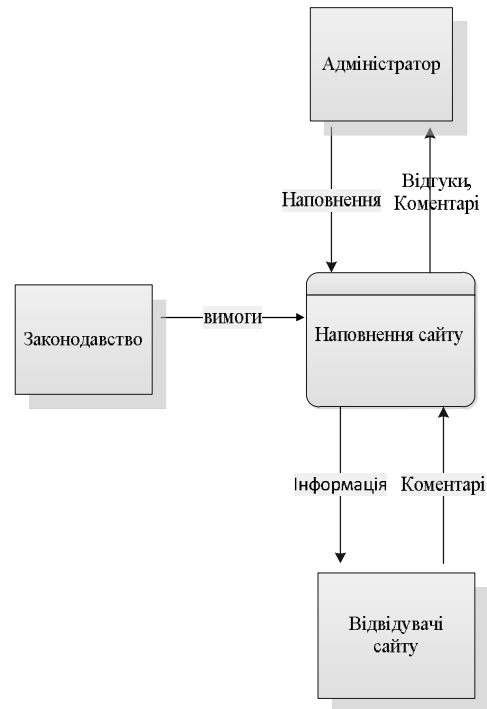 Адміністратор
Наповнення
Відгуки,
Коментарі
Законодавство
вимоги
Наповнення сайту
Інформація
Коментарі
Відвідувачі
сайту